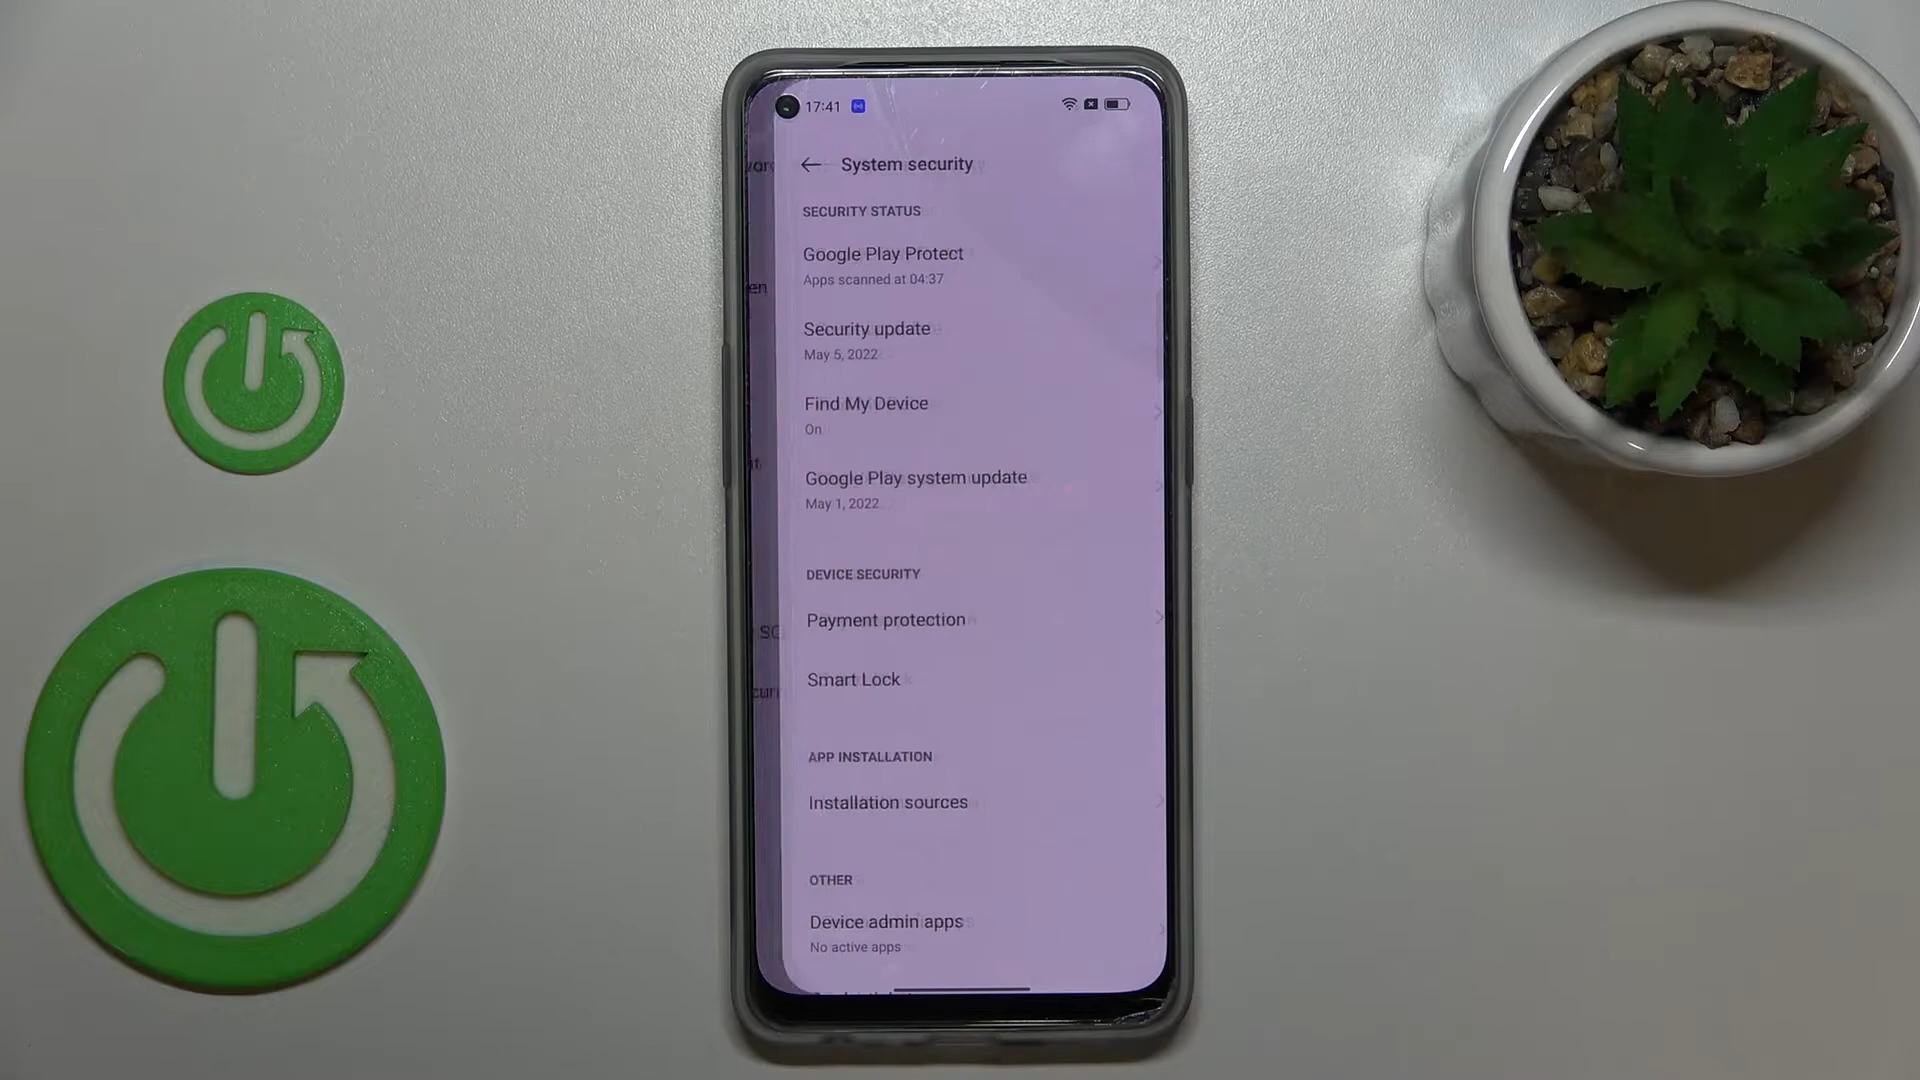 17:41
System security
SECURITY STATUS
Google Play Protect
Apps scanned at 04:37
Security update
May 5, 2022
Find My Device
On
Google Play system update
May 1, 2022
DEVICE SECURITY
Payment protection
Smart Lock
APP INSTALLATION
Installation sources
OTHER
Device admin apps
No active apps